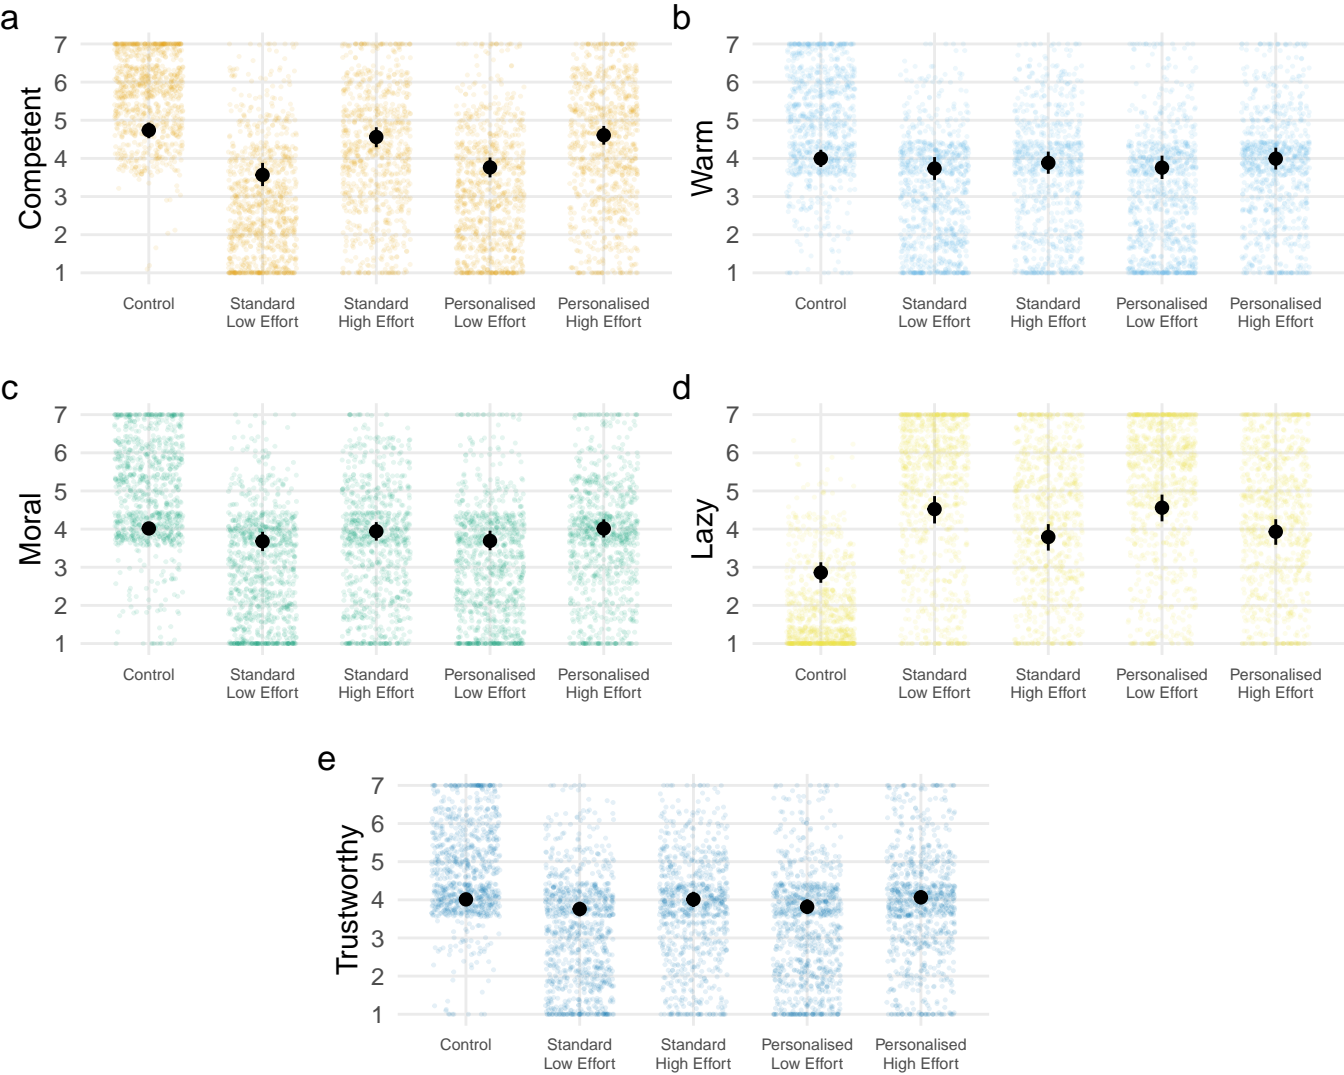 a
Competent
7
6
5
4
3
2
1
Control
Standard
Low Effort
Standard
High Effort
Personalised
Low Effort
Personalised
High Effort
b
Warm
7
6
5
4
3
2
1
Control
Standard
Low Effort
Standard
High Effort
Personalised
Low Effort
Personalised
High Effort
c
Moral
7
6
5
4
3
2
1
Control
Standard
Low Effort
Standard
High Effort
Personalised
Low Effort
Personalised
High Effort
d
Lazy
7
6
5
4
3
2
1
Control
Standard
Low Effort
Standard
High Effort
Personalised
Low Effort
Personalised
High Effort
e
Trustworthy
7
6
5
4
3
2
1
Control
Standard
Low Effort
Standard
High Effort
Personalised
Low Effort
Personalised
High Effort